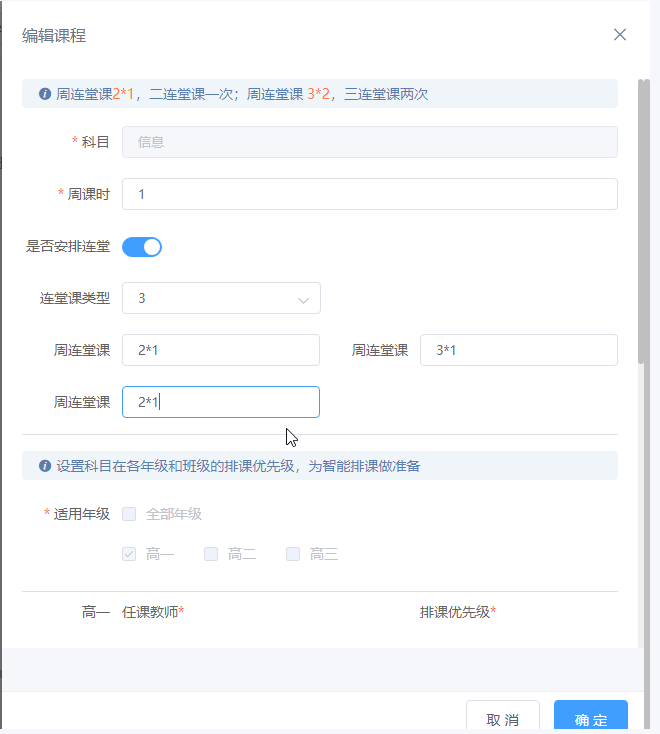 编辑课程
周连堂课2*1，二连堂课一次；周连堂课 3*2，三连堂课两次
* 科目 信息
* 周课时 1
是否安排连堂
连堂课类型 3
周连堂课 2*1 周连堂课 3*1
周连堂课 2*1
设置科目在各年级和班级的排课优先级，为智能排课做准备
* 适用年级 全部年级
高一 高二 高三
高一 任课教师* 排课优先级*
取 消 确 定